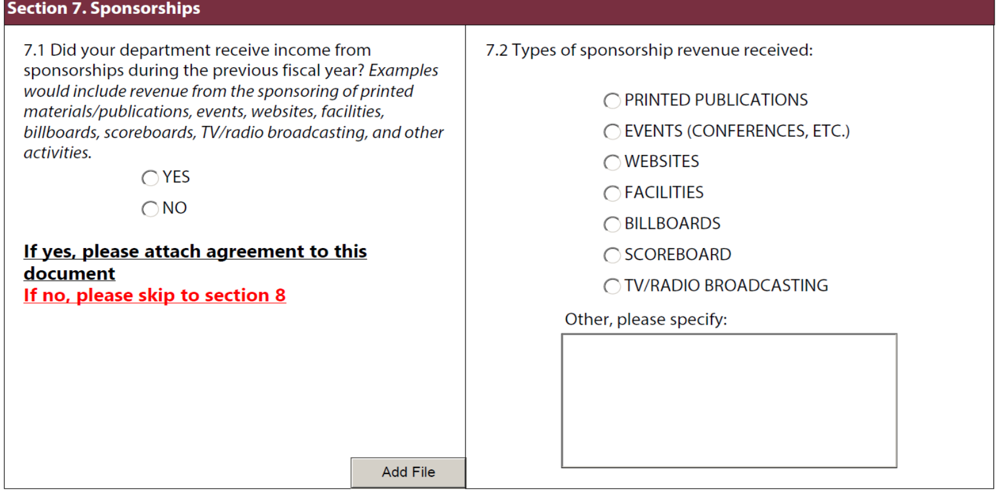 Section 7. Sponsorships
7.1 Did your department receive income from
sponsorships during the previous fiscal year? Examples
would include revenue from the sponsoring of printed
materials/publications, events, websites, facilities,
billboards, scoreboards, TV/radio broadcasting, and other
activities.
YES
NO
If yes, please attach agreement to this
document
If no, please skip to section 8
Add File
7.2 Types of sponsorship revenue received:
PRINTED PUBLICATIONS
EVENTS (CONFERENCES, ETC.)
WEBSITES
FACILITIES
BILLBOARDS
SCOREBOARD
TV/RADIO BROADCASTING
Other, please specify: